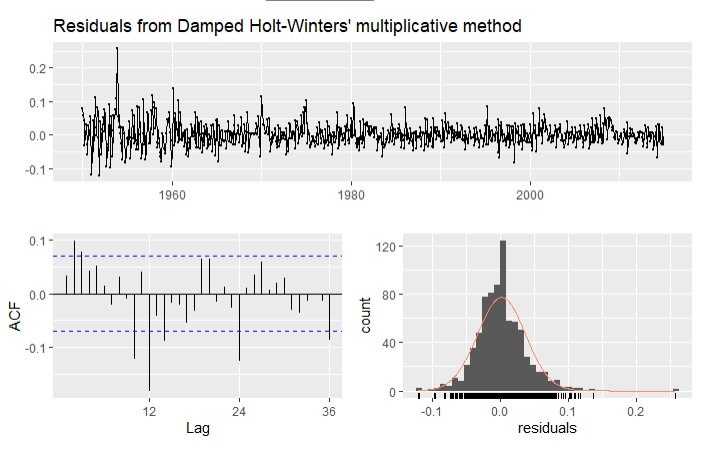 Residuals from Damped Holt-Winters' multiplicative method
0.2
0.1
0.0
-0.1
1960 1980 2000
ACF
0.1
0.0
-0.1
12 24 36
Lag
count
120
80
40
0
-0.1 0.0 0.1 0.2
residuals